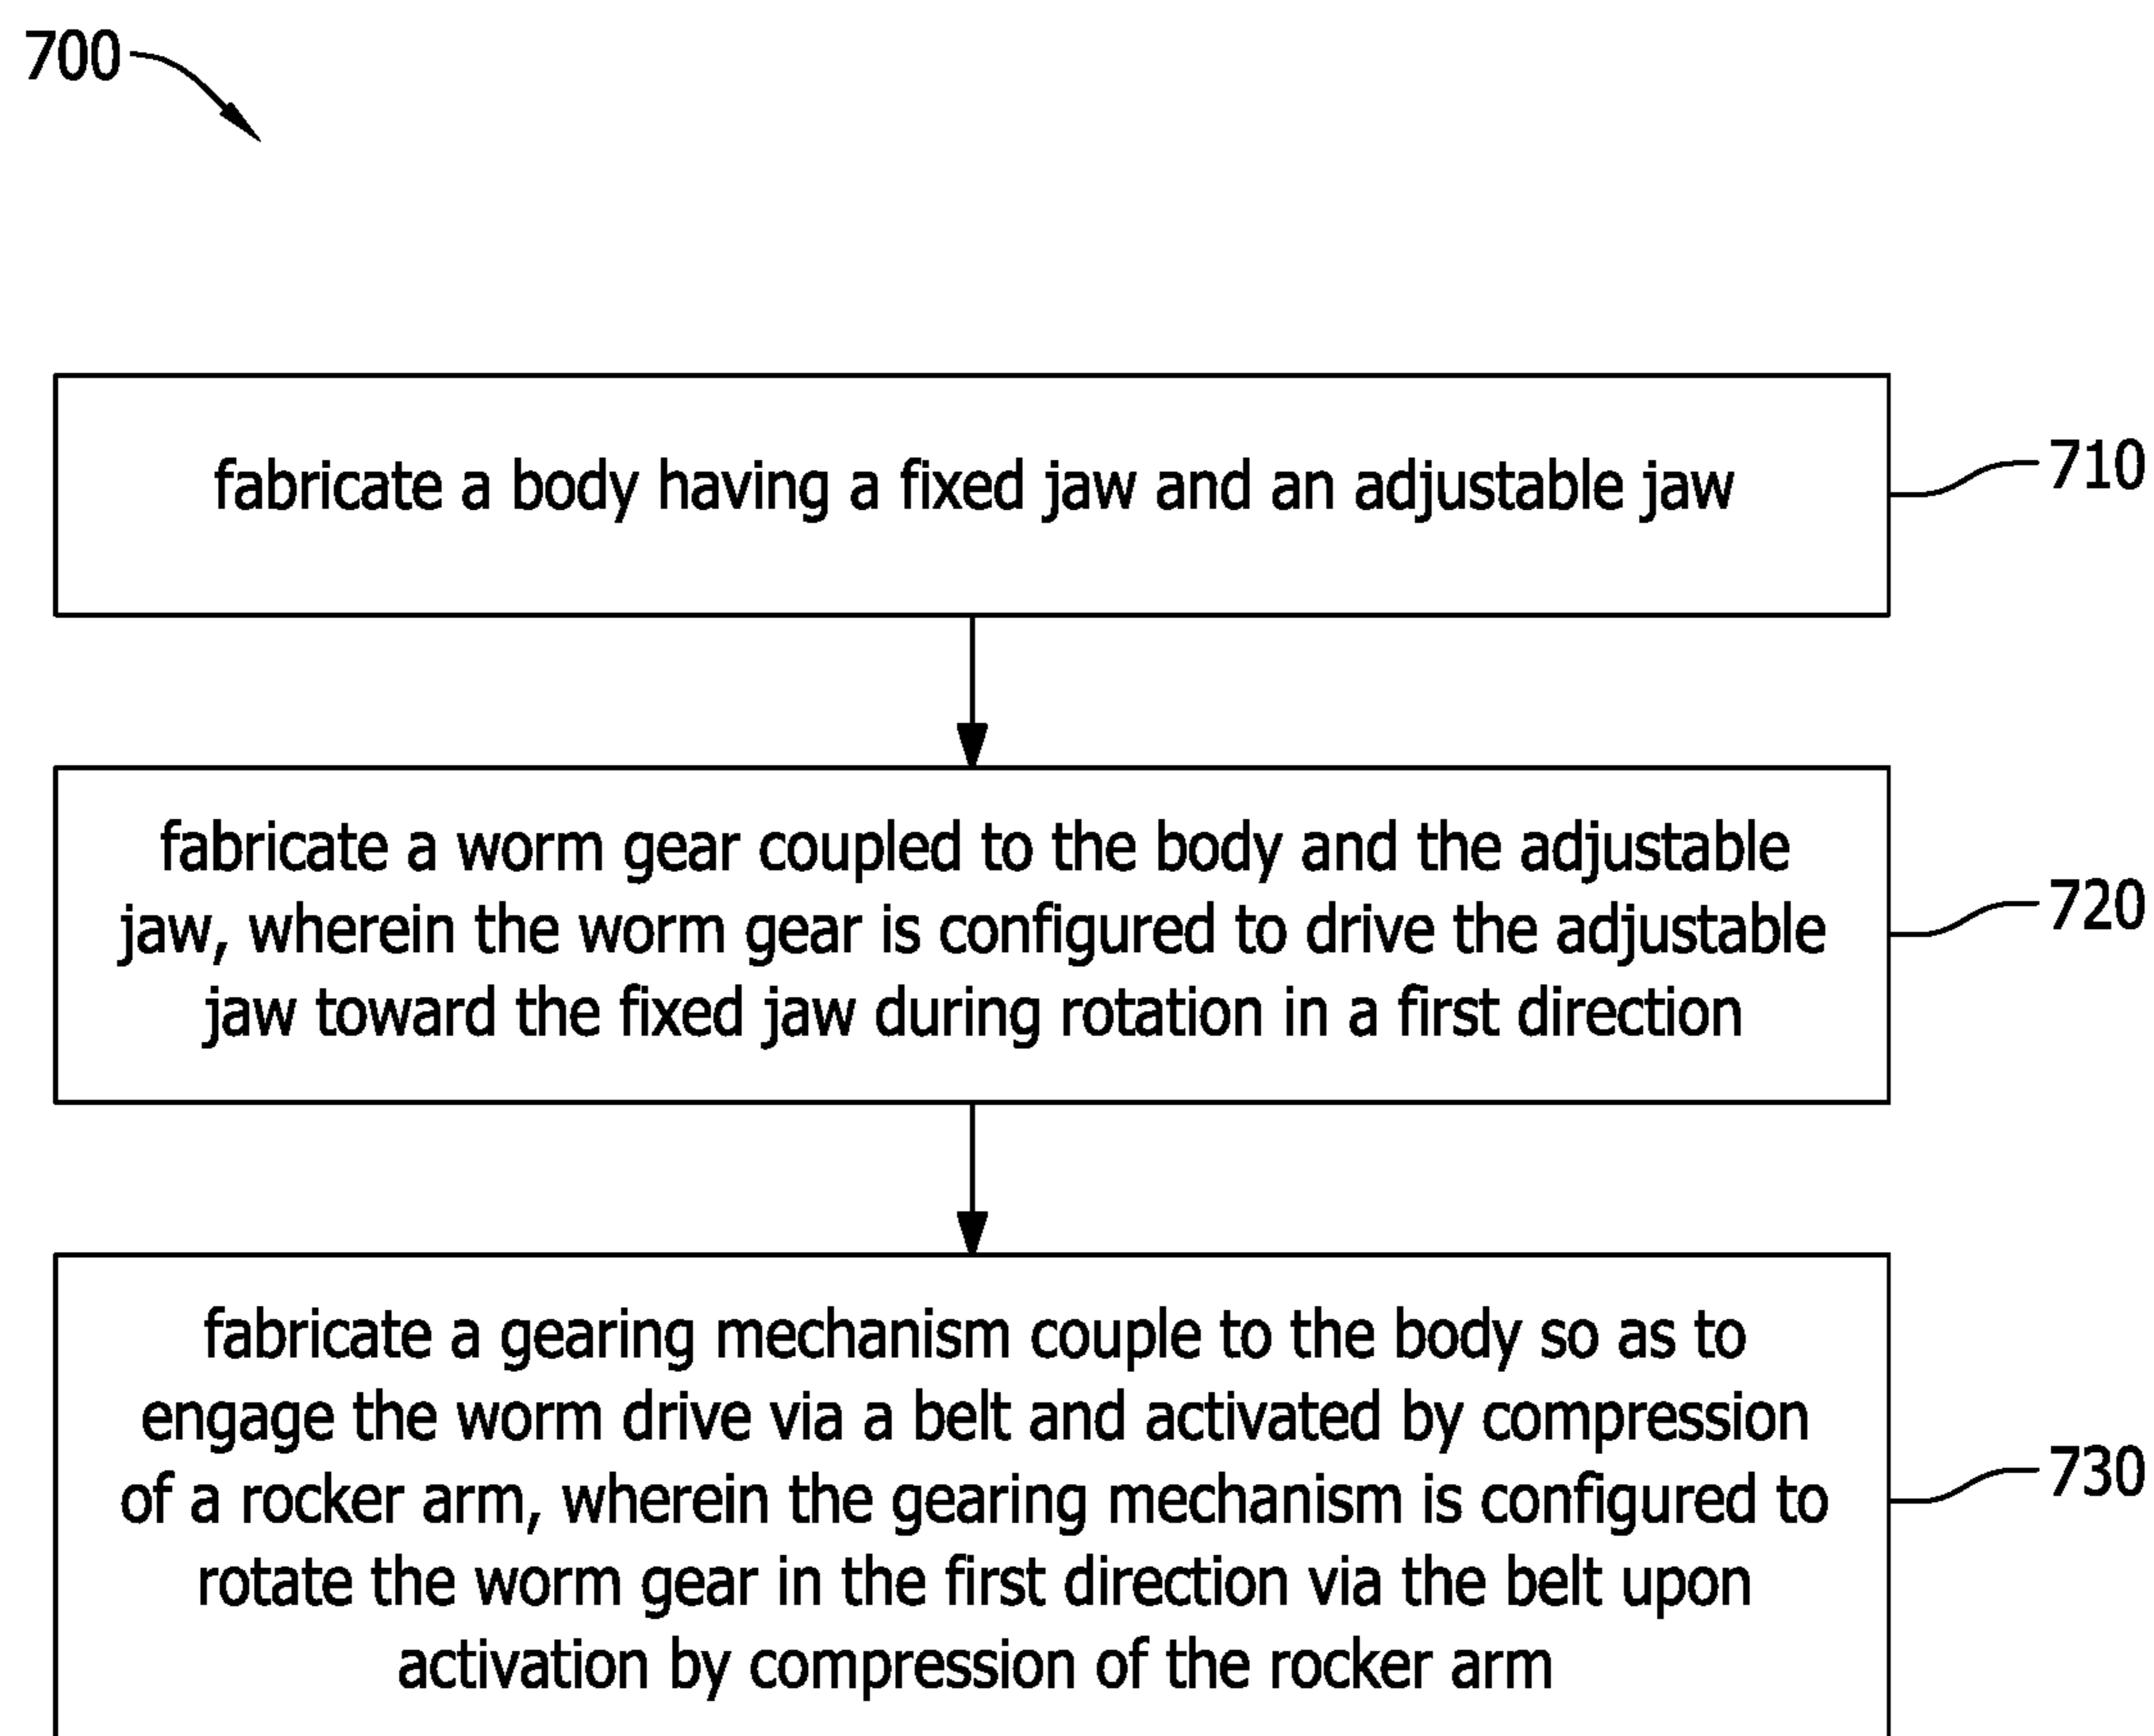 700
fabricate a body having a fixed jaw and an adjustable jaw
710
fabricate a worm gear coupled to the body and the adjustable
jaw, wherein the worm gear is configured to drive the adjustable
jaw toward the fixed jaw during rotation in a first direction
720
fabricate a gearing mechanism couple to the body so as to
engage the worm drive via a belt and activated by compression
of a rocker arm, wherein the gearing mechanism is configured to
rotate the worm gear in the first direction via the belt upon
activation by compression of the rocker arm
730